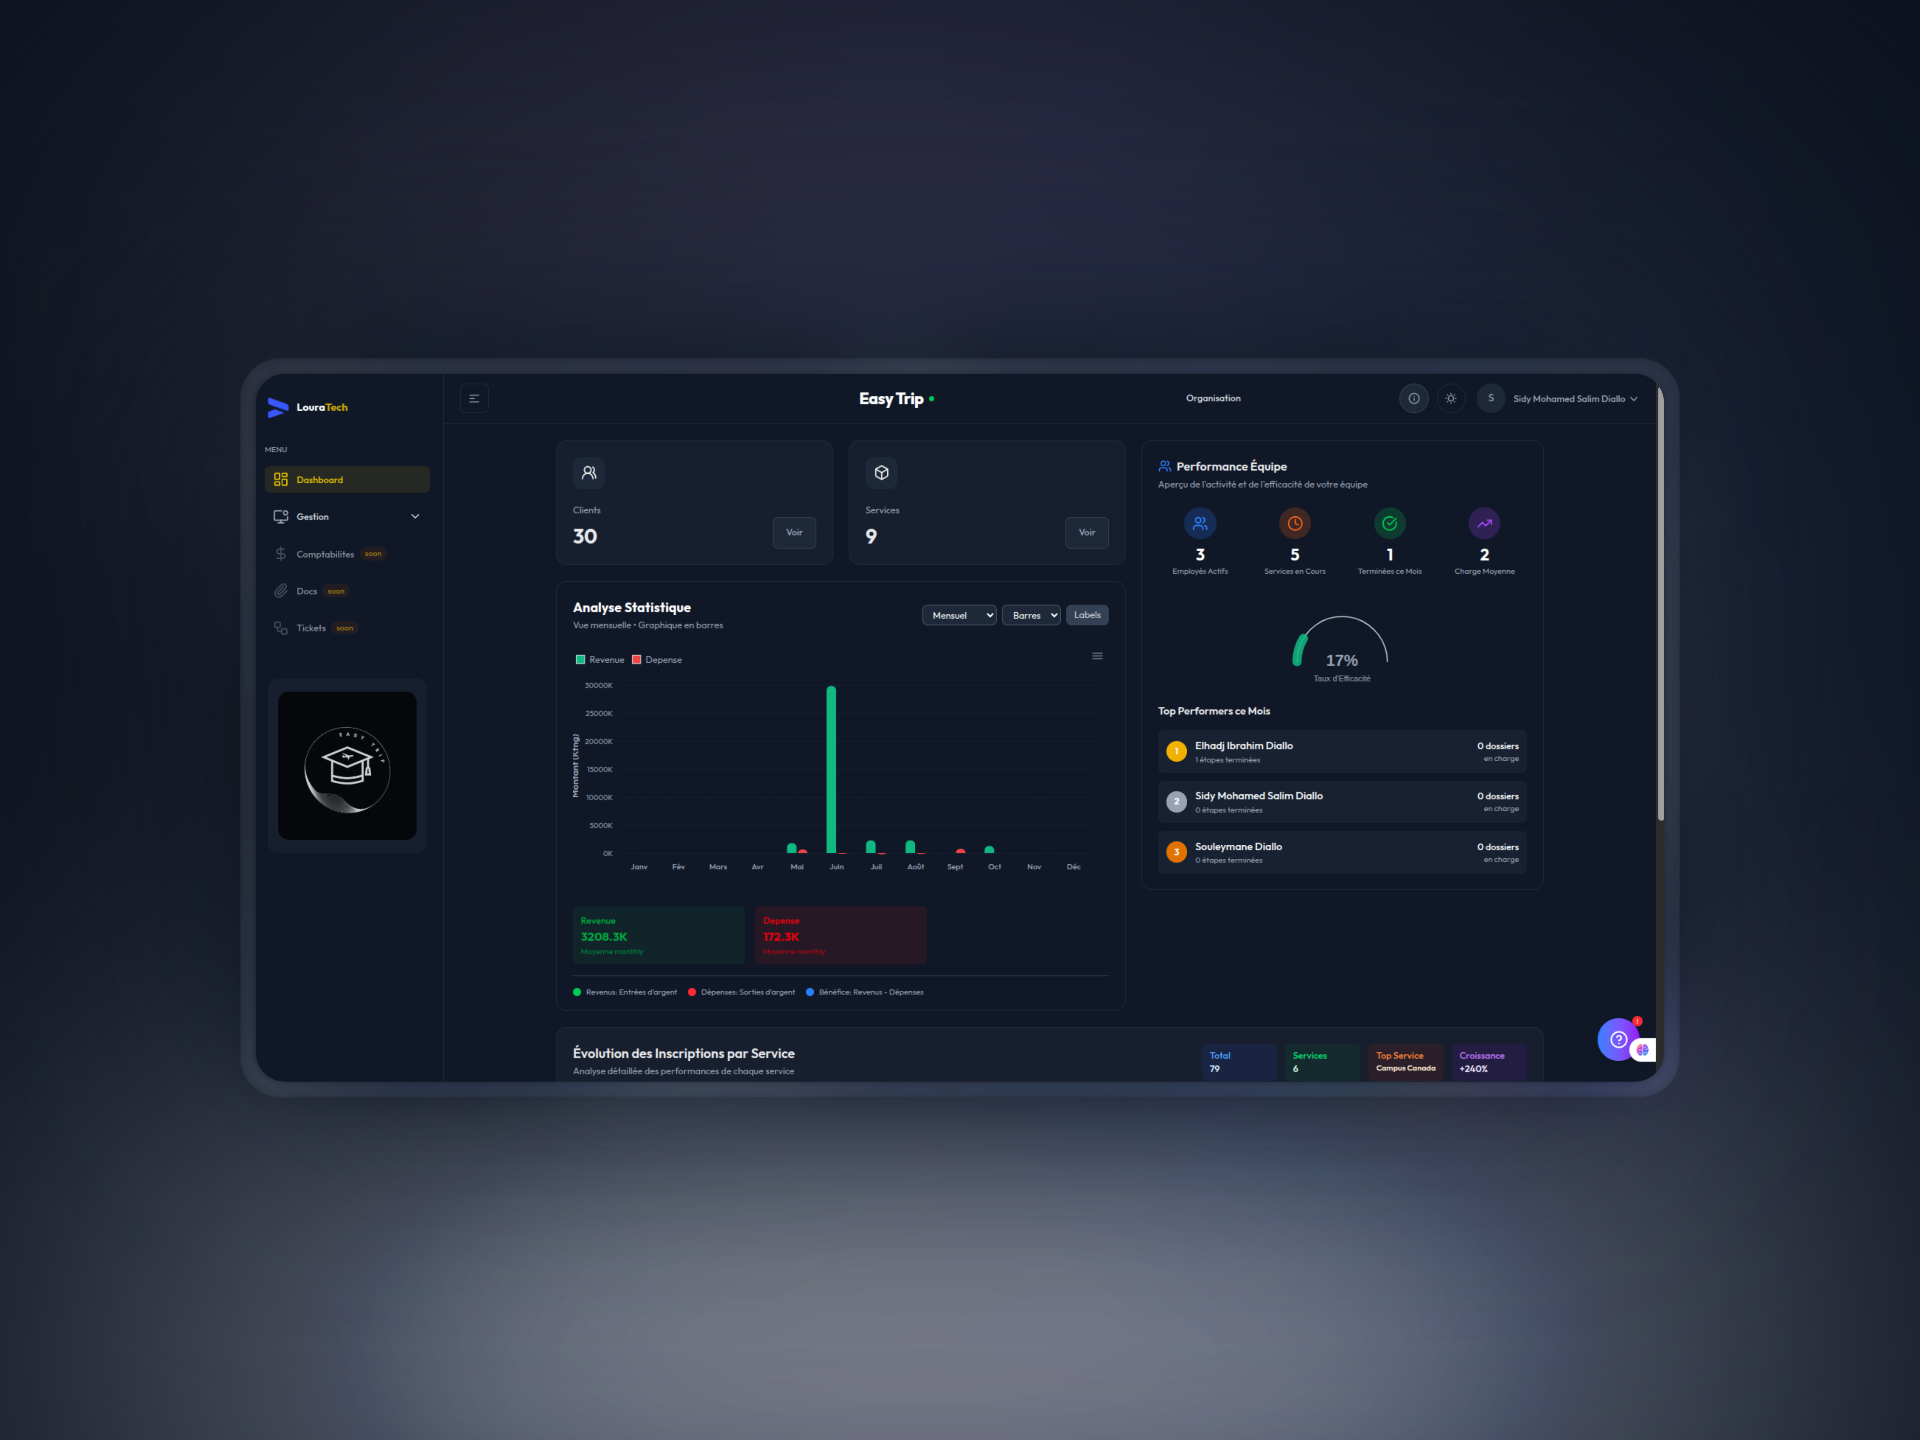 LouraTech
MENU
Dashboard
Gestion
Comptabilites soon
Docs soon
Tickets soon
EASY TRIP
Easy Trip
Organisation
S Sidy Mohamed Salim Diallo
Clients
30
Voir
Services
9
Voir
Analyse Statistique
Vue mensuelle • Graphique en barres
Mensuel
Barres
Labels
Revenue Depense
Montant (Kfng)
30000K
25000K
20000K
15000K
10000K
5000K
0K
Janv Fév Mars Avr Mai Juin Juil Août Sept Oct Nov Déc
Revenue
3208.3K
Moyenne monthly
Depense
172.3K
Moyenne monthly
Revenus: Entrées d'argent Dépenses: Sorties d'argent Bénéfice: Revenus - Dépenses
Performance Équipe
Aperçu de l'activité et de l'efficacité de votre équipe
3
Employés Actifs
5
Services en Cours
1
Terminées ce Mois
2
Charge Moyenne
17%
Taux d'Efficacité
Top Performers ce Mois
1
Elhadj Ibrahim Diallo
1 étapes terminées
0 dossiers
en charge
2
Sidy Mohamed Salim Diallo
0 étapes terminées
0 dossiers
en charge
3
Souleymane Diallo
0 étapes terminées
0 dossiers
en charge
Évolution des Inscriptions par Service
Analyse détaillée des performances de chaque service
Total
79
Services
6
Top Service
Campus Canada
Croissance
+240%